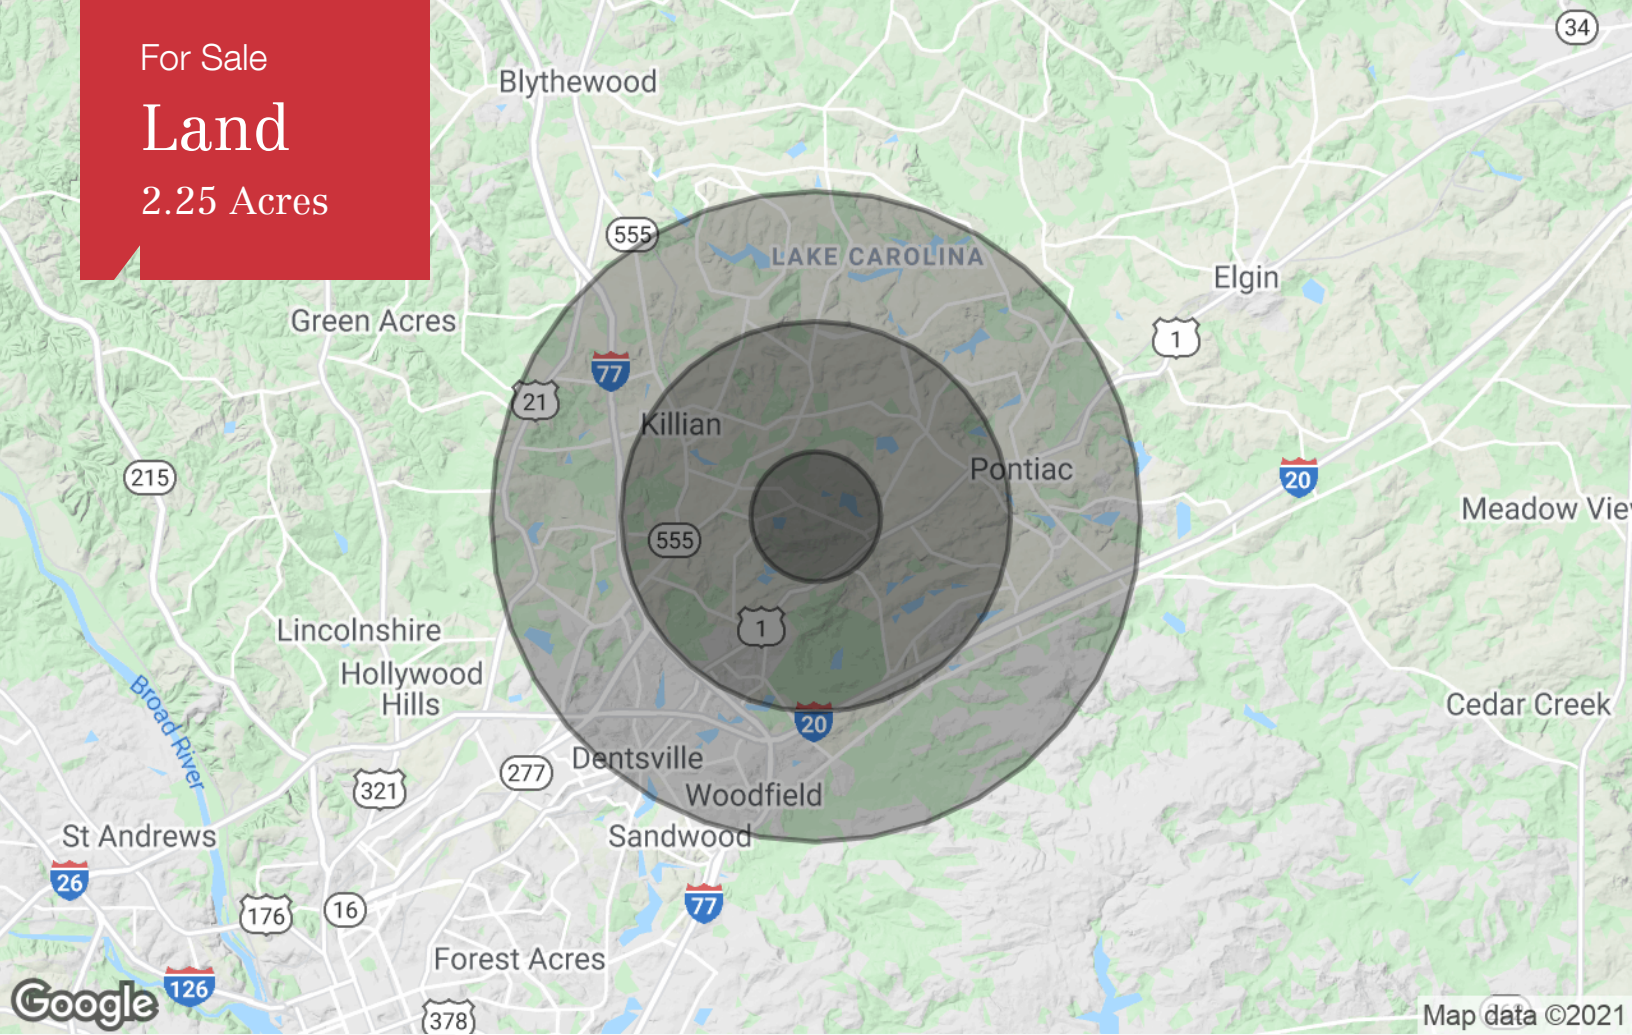 For Sale
Land
2.25 Acres
34
Blythewood
555
LAKE CAROLINA
Elgin
Green Acres
1
77
21
Killian
Pontiac
215
20
Meadow Vie
555
1
Lincolnshire
Hollywood
Hills
Broad River
Cedar Creek
20
Dentsville
277
321
Woodfield
St Andrews
Sandwood
26
77
176
16
Forest Acres
126
Google
378
Map data ©2021